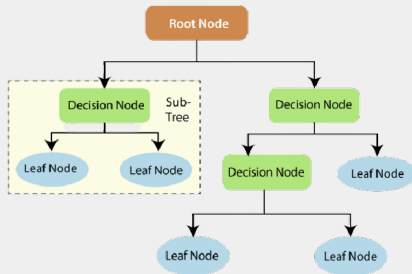 Root Node
Decision Node
Sub-
Tree
Decision Node
Leaf Node
Leaf Node
Decision Node
Leaf Node
Leaf Node
Leaf Node